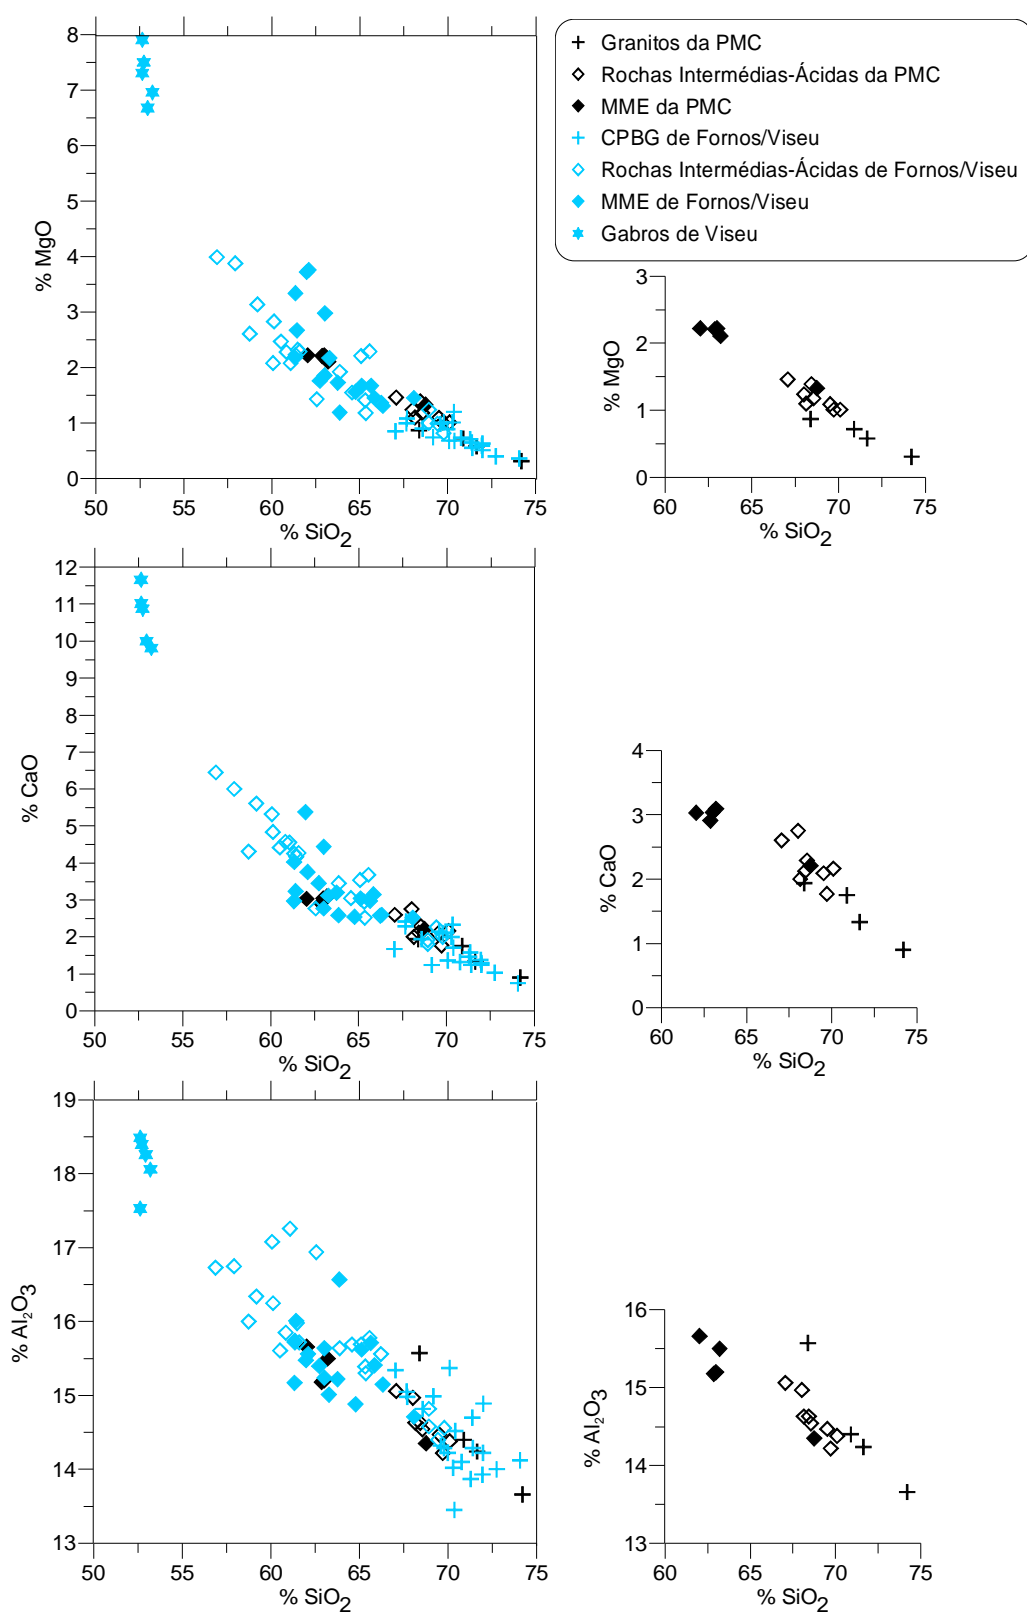 Granitos da PMC
Rochas Intermédias-Ácidas da PMC
MME da PMC
CPBG de Fornos/Viseu
Rochas Intermédias-Ácidas de Fornos/Viseu
MME de Fornos/Viseu
Gabros de Viseu
8
7
6
5
4
3
2
1
0
% MgO
50 55 60 65 70 75
% SiO2
3
2
1
0
% MgO
60 65 70 75
% SiO2
12
11
10
9
8
7
6
5
4
3
2
1
0
% CaO
50 55 60 65 70 75
% SiO2
4
3
2
1
0
% CaO
60 65 70 75
% SiO2
19
18
17
16
15
14
13
% Al2O3
50 55 60 65 70 75
% SiO2
16
15
14
13
% Al2O3
60 65 70 75
% SiO2